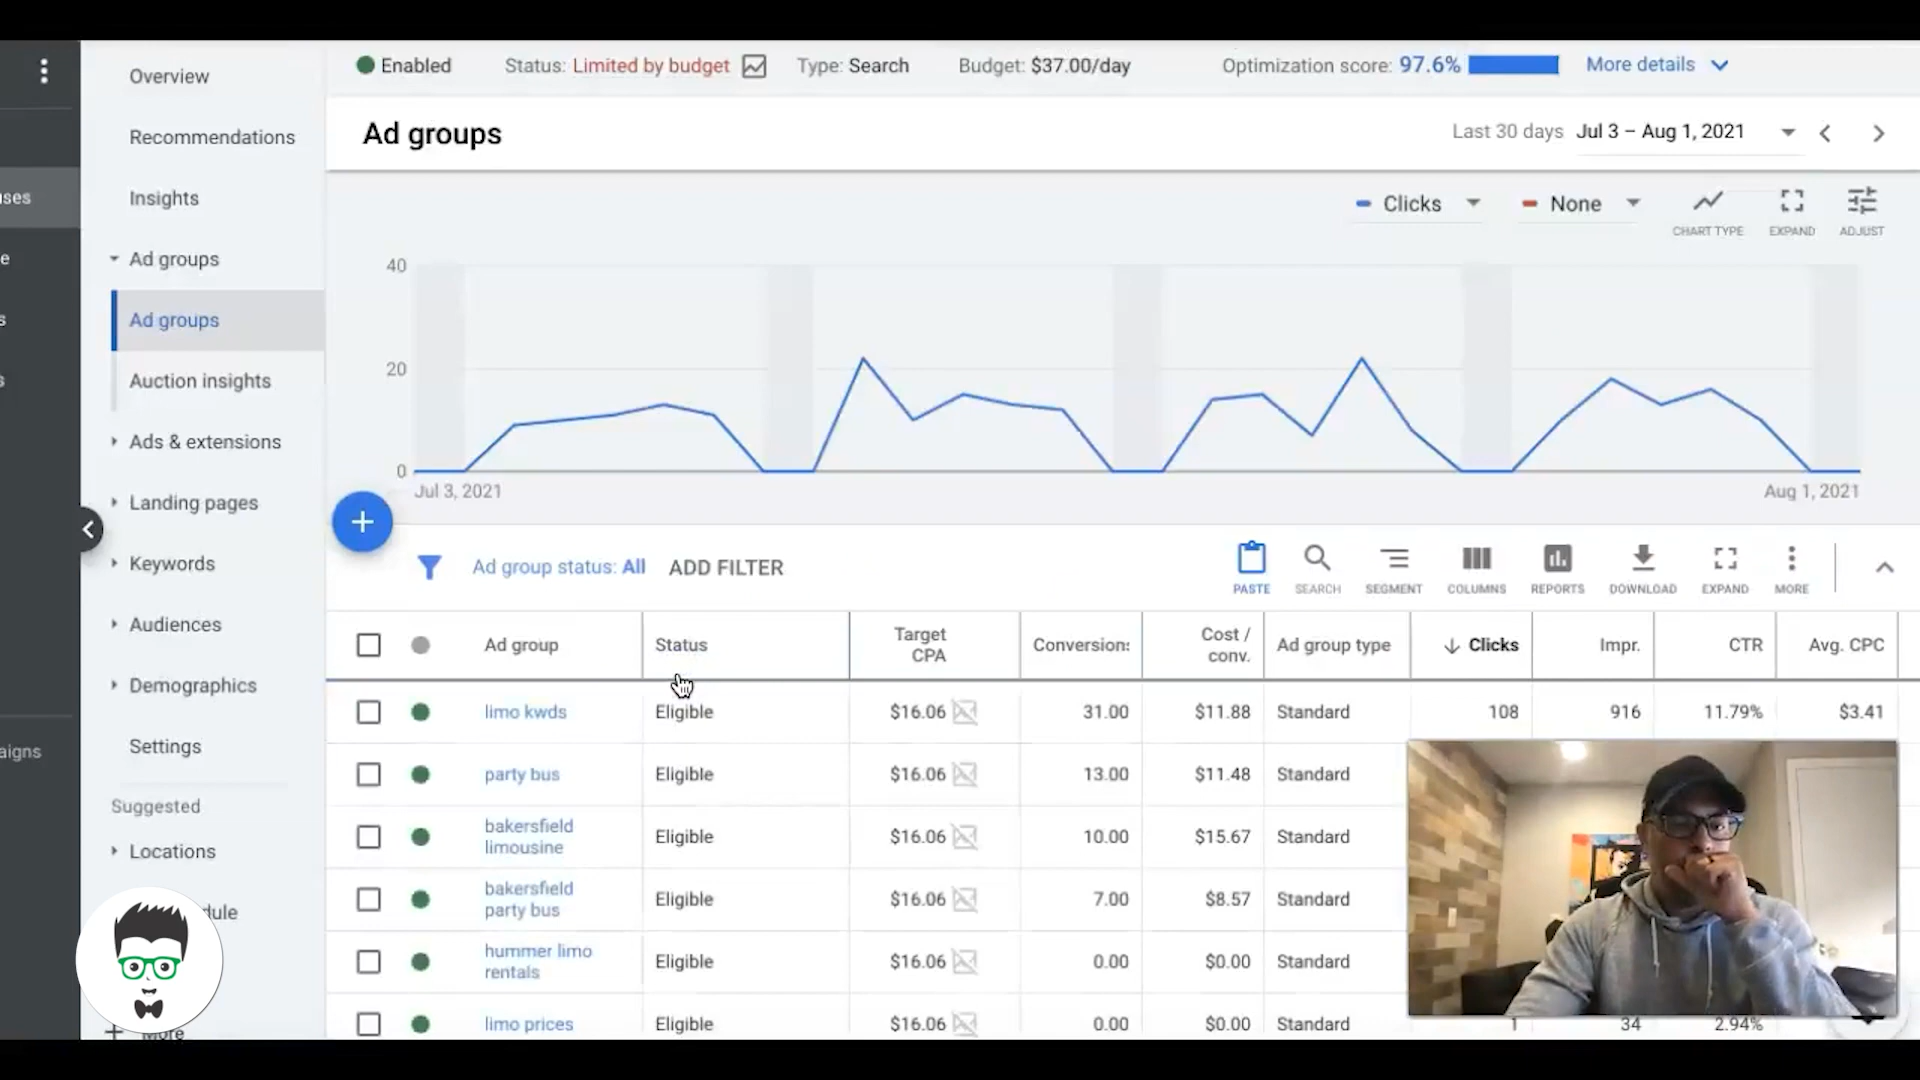 Overview
Recommendations
Insights
Ad groups
Ad groups
Auction insights
Ads & extensions
Landing pages
Keywords
Audiences
Demographics
Settings
Suggested
Locations
dule
More
uses
e
s
s
aigns
Enabled Status: Limited by budget Type: Search Budget: $37.00/day Optimization score: 97.6% More details
Ad groups Last 30 days Jul 3 – Aug 1, 2021
Clicks None CHART TYPE EXPAND ADJUST
40
20
0
Jul 3, 2021 Aug 1, 2021
+
Ad group status: All ADD FILTER PASTE SEARCH SEGMENT COLUMNS REPORTS DOWNLOAD EXPAND MORE
Ad group Status Target CPA Conversions Cost / conv. Ad group type Clicks Impr. CTR Avg. CPC
limo kwds Eligible $16.06 31.00 $11.88 Standard 108 916 11.79% $3.41
party bus Eligible $16.06 13.00 $11.48 Standard
bakersfield limousine Eligible $16.06 10.00 $15.67 Standard
bakersfield party bus Eligible $16.06 7.00 $8.57 Standard
hummer limo rentals Eligible $16.06 0.00 $0.00 Standard
limo prices Eligible $16.06 0.00 $0.00 Standard 1 34 2.94%